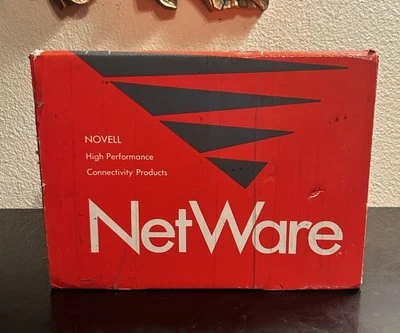 NOVELL
High Performance
Connectivity Products
NetWare